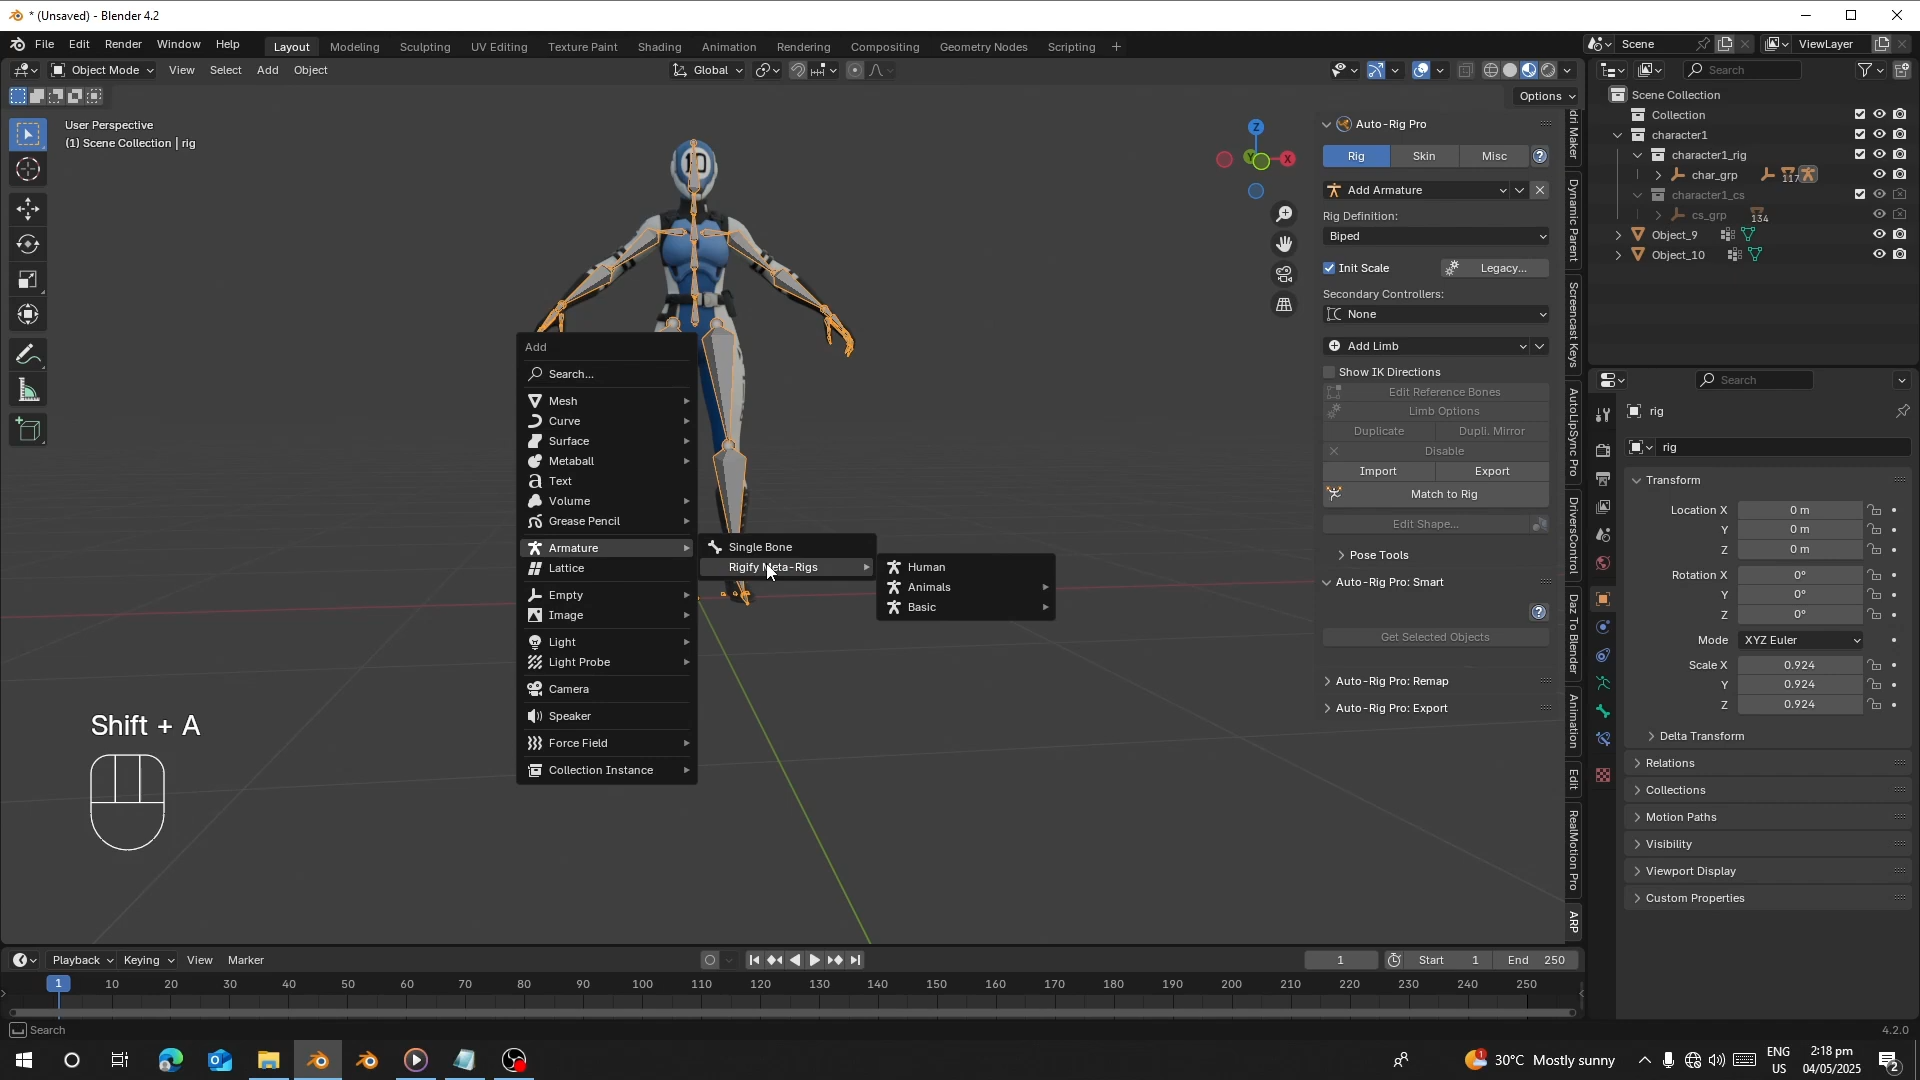 * (Unsaved) - Blender 4.2
File Edit Render Window Help
Layout Modeling Sculpting UV Editing Texture Paint Shading Animation Rendering Compositing Geometry Nodes Scripting +
Scene
ViewLayer
Object Mode View Select Add Object
Global
Search
Options
User Perspective
(1) Scene Collection | rig
Z
X
10
Auto-Rig Pro
Rig Skin Misc ?
Add Armature
Rig Definition:
Biped
Init Scale Legacy...
Secondary Controllers:
None
Add Limb
Show IK Directions
Edit Reference Bones
Limb Options
Duplicate Dupli. Mirror
Disable
Import Export
Match to Rig
Edit Shape...
Pose Tools
Auto-Rig Pro: Smart
?
Get Selected Objects
Auto-Rig Pro: Remap
Auto-Rig Pro: Export
dri Maker
Dynamic Parent
Screencast Keys
AutoLipSync Pro
DriversControl
Daz To Blender
Animation
Edit
RealMotion Pro
ARP
Scene Collection
Collection
character1
character1_rig
char_grp 117
character1_cs
cs_grp 134
Object_9
Object_10
Search
rig
rig
Transform
Location X 0 m
Y 0 m
Z 0 m
Rotation X 0°
Y 0°
Z 0°
Mode XYZ Euler
Scale X 0.924
Y 0.924
Z 0.924
Delta Transform
Relations
Collections
Motion Paths
Visibility
Viewport Display
Custom Properties
Add
Search...
Mesh
Curve
Surface
Metaball
Text
Volume
Grease Pencil
Armature
Lattice
Empty
Image
Light
Light Probe
Camera
Speaker
Force Field
Collection Instance
Single Bone
Rigify Meta-Rigs
Human
Animals
Basic
Shift + A
Playback Keying View Marker
1
Start 1 End 250
1 10 20 30 40 50 60 70 80 90 100 110 120 130 140 150 160 170 180 190 200 210 220 230 240 250
Search
4.2.0
1
30°C Mostly sunny
ENG
US
2:18 pm
04/05/2025
2